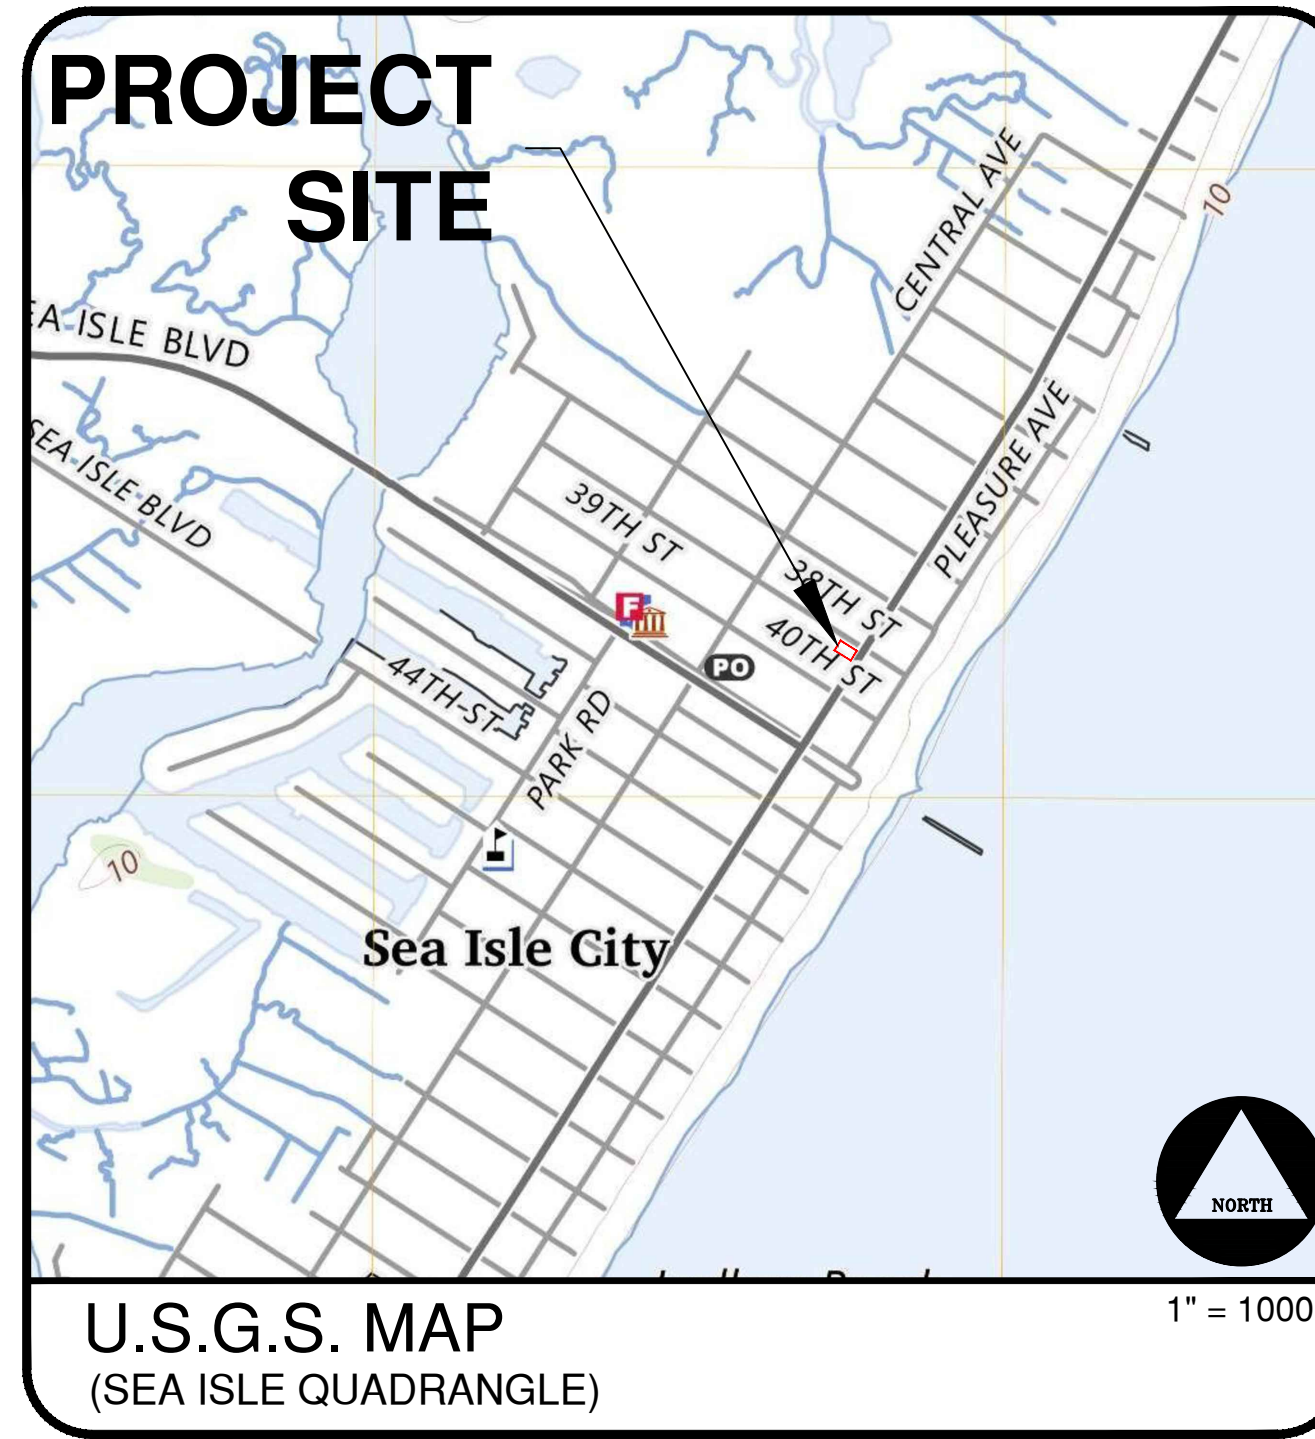 PROJECT
SITE
CENTRAL AVE
10
EA ISLE BLVD
PLEASURE AVE
SEA ISLE BLVD
39TH ST
38TH ST
F
40TH ST
PO
44TH ST
PARK RD
10
Sea Isle City
NORTH
U.S.G.S. MAP
1" = 1000
(SEA ISLE QUADRANGLE)